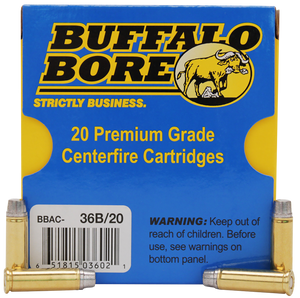 BUFFALO
BORE
STRICTLY BUSINESS.
20 Premium Grade
Centerfire Cartridges
BBAC- 36B/20
WARNING: Keep out of
reach of children. Before
use, see warnings on
bottom panel.
6 51815 03602 1